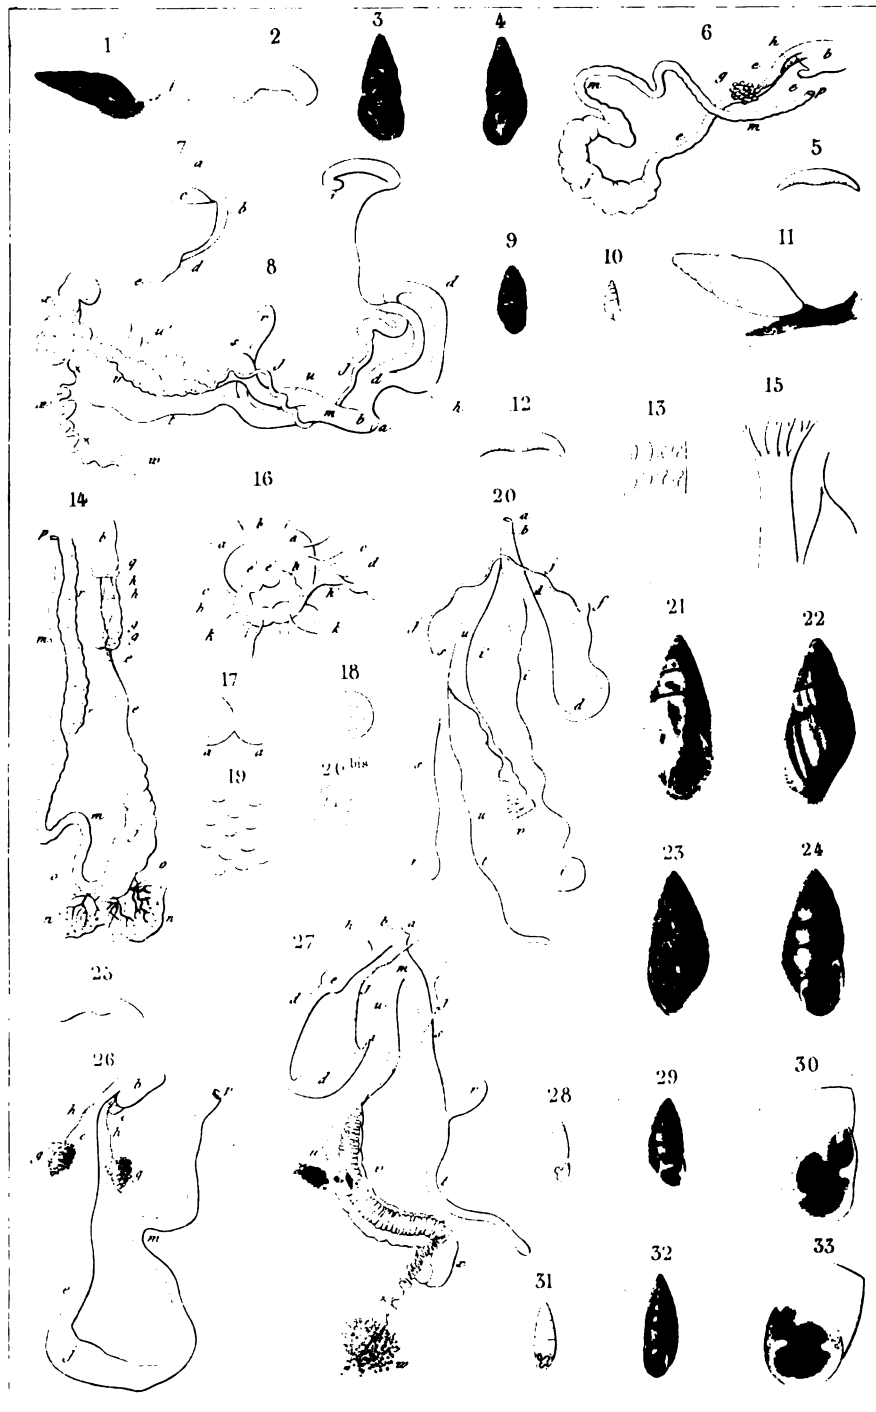 1
2
3
4
6
h
b
c
g
e
p
m
m
e
5
7
a
c
b
d
e
8
9
10
11
d
r
s
j
u
u'
j
d
m
b
a
h
t
v
x
x
x
w
12
13
15
14
16
20
p
b
g
h
h
g
r
m
e
e
m
o
o
n
n
a
h
a
c
d
c
e
e
h
h
h
k
k
a
b
j
d
f
j
u
s
d
s
u
v
t
r
17
18
a
a
19
20 bis
21
22
23
24
25
26
b
h
h
g
g
m
27
h
b
a
m
d
e
j
u
j
s
d
r
u
v
t
x
x
w
28
29
30
31
32
33